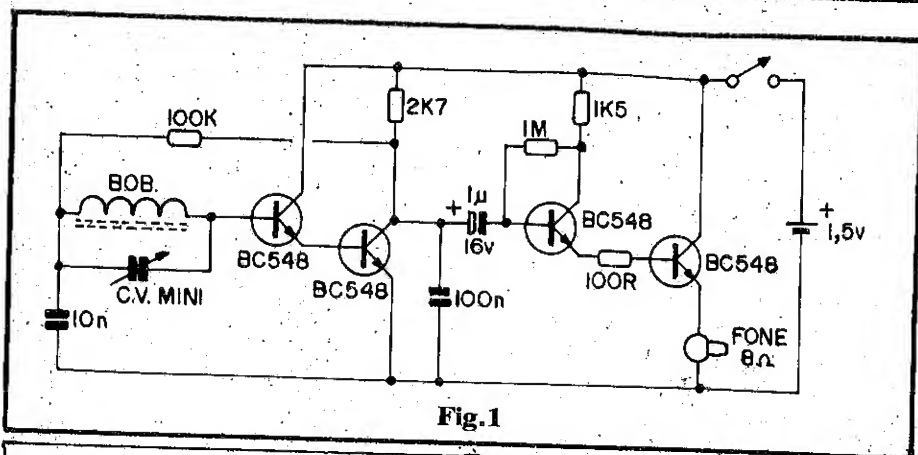 100K
2K7
1M
1K5
BOB.
C.V. MINI
10n
BC548
BC548
+
1µ
16v
100n
BC548
100R
BC548
+
1,5v
FONE
8Ω
Fig.1